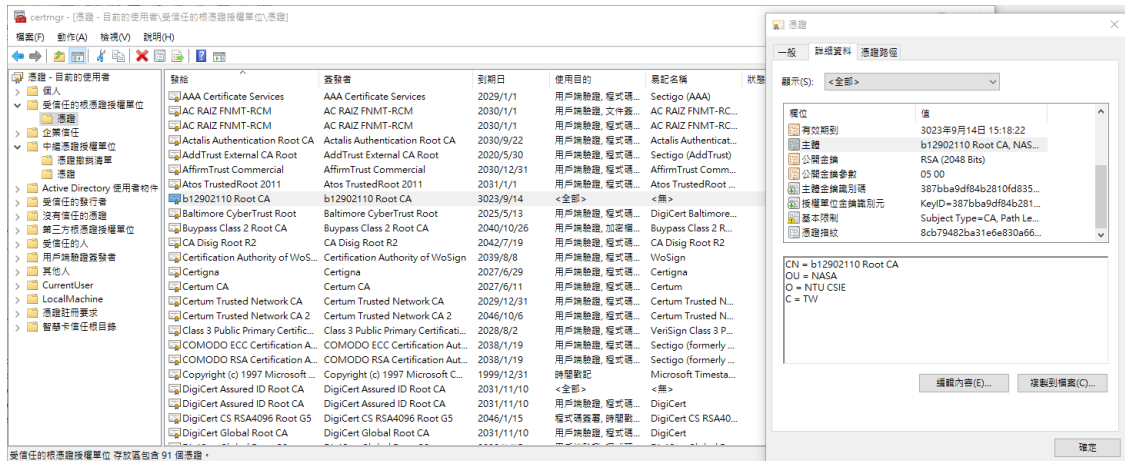 certmgr - [憑證 - 目前的使用者\受信任的根憑證授權單位\憑證]
檔案(F) 動作(A) 檢視(V) 說明(H)
憑證 - 目前的使用者
個人
受信任的根憑證授權單位
憑證
企業信任
中繼憑證授權單位
憑證撤銷清單
憑證
Active Directory 使用者物件
受信任的發行者
沒有信任的憑證
第三方根憑證授權單位
受信任的人
用戶端驗證簽發者
其他人
CurrentUser
LocalMachine
憑證註冊要求
智慧卡信任根目錄
發給 簽發者 到期日 使用目的 易記名稱 狀態
AAA Certificate Services AAA Certificate Services 2029/1/1 用戶端驗證, 程式碼... Sectigo (AAA)
AC RAIZ FNMT-RCM AC RAIZ FNMT-RCM 2030/1/1 用戶端驗證, 文件簽... AC RAIZ FNMT-RC...
AC RAIZ FNMT-RCM AC RAIZ FNMT-RCM 2030/1/1 用戶端驗證, 程式碼... AC RAIZ FNMT-RC...
Actalis Authentication Root CA Actalis Authentication Root CA 2030/9/22 用戶端驗證, 程式碼... Actalis Authenticat...
AddTrust External CA Root AddTrust External CA Root 2020/5/30 用戶端驗證, 程式碼... Sectigo (AddTrust)
AffirmTrust Commercial AffirmTrust Commercial 2030/12/31 用戶端驗證, 程式碼... AffirmTrust Comm...
Atos TrustedRoot 2011 Atos TrustedRoot 2011 2031/1/1 用戶端驗證, 程式碼... Atos TrustedRoot ...
b12902110 Root CA b12902110 Root CA 3023/9/14 <全部> <無>
Baltimore CyberTrust Root Baltimore CyberTrust Root 2025/5/13 用戶端驗證, 程式碼... DigiCert Baltimore...
Buypass Class 2 Root CA Buypass Class 2 Root CA 2040/10/26 用戶端驗證, 加密檔... Buypass Class 2 R...
CA Disig Root R2 CA Disig Root R2 2042/7/19 用戶端驗證, 程式碼... CA Disig Root R2
Certification Authority of WoS... Certification Authority of WoSign 2039/8/8 用戶端驗證, 程式碼... WoSign
Certigna Certigna 2027/6/29 用戶端驗證, 程式碼... Certigna
Certum CA Certum CA 2027/6/11 用戶端驗證, 程式碼... Certum
Certum Trusted Network CA Certum Trusted Network CA 2029/12/31 用戶端驗證, 程式碼... Certum Trusted N...
Certum Trusted Network CA 2 Certum Trusted Network CA 2 2046/10/6 用戶端驗證, 程式碼... Certum Trusted N...
Class 3 Public Primary Certific... Class 3 Public Primary Certificati... 2028/8/2 用戶端驗證, 程式碼... VeriSign Class 3 P...
COMODO ECC Certification A... COMODO ECC Certification Aut... 2038/1/19 用戶端驗證, 程式碼... Sectigo (formerly ...
COMODO RSA Certification A... COMODO RSA Certification Aut... 2038/1/19 用戶端驗證, 程式碼... Sectigo (formerly ...
Copyright (c) 1997 Microsoft ... Copyright (c) 1997 Microsoft C... 1999/12/31 時間戳記 Microsoft Timesta...
DigiCert Assured ID Root CA DigiCert Assured ID Root CA 2031/11/10 <全部> <無>
DigiCert Assured ID Root CA DigiCert Assured ID Root CA 2031/11/10 用戶端驗證, 程式碼... DigiCert
DigiCert CS RSA4096 Root G5 DigiCert CS RSA4096 Root G5 2046/1/15 程式碼簽署, 時間戳... DigiCert CS RSA40...
DigiCert Global Root CA DigiCert Global Root CA 2031/11/10 用戶端驗證, 程式碼... DigiCert
受信任的根憑證授權單位 存放區包含 91 個憑證。
憑證
一般 詳細資料 憑證路徑
顯示(S): <全部>
欄位 值
有效期到 3023年9月14日 15:18:22
主體 b12902110 Root CA, NAS...
公開金鑰 RSA (2048 Bits)
公開金鑰參數 05 00
主體金鑰識別碼 387bba9df84b2810fd835...
授權單位金鑰識別元 KeyID=387bba9df84b281...
基本限制 Subject Type=CA, Path Le...
憑證指紋 8cb79482ba31e6e830a66...
CN = b12902110 Root CA
OU = NASA
O = NTU CSIE
C = TW
編輯內容(E)... 複製到檔案(C)...
確定